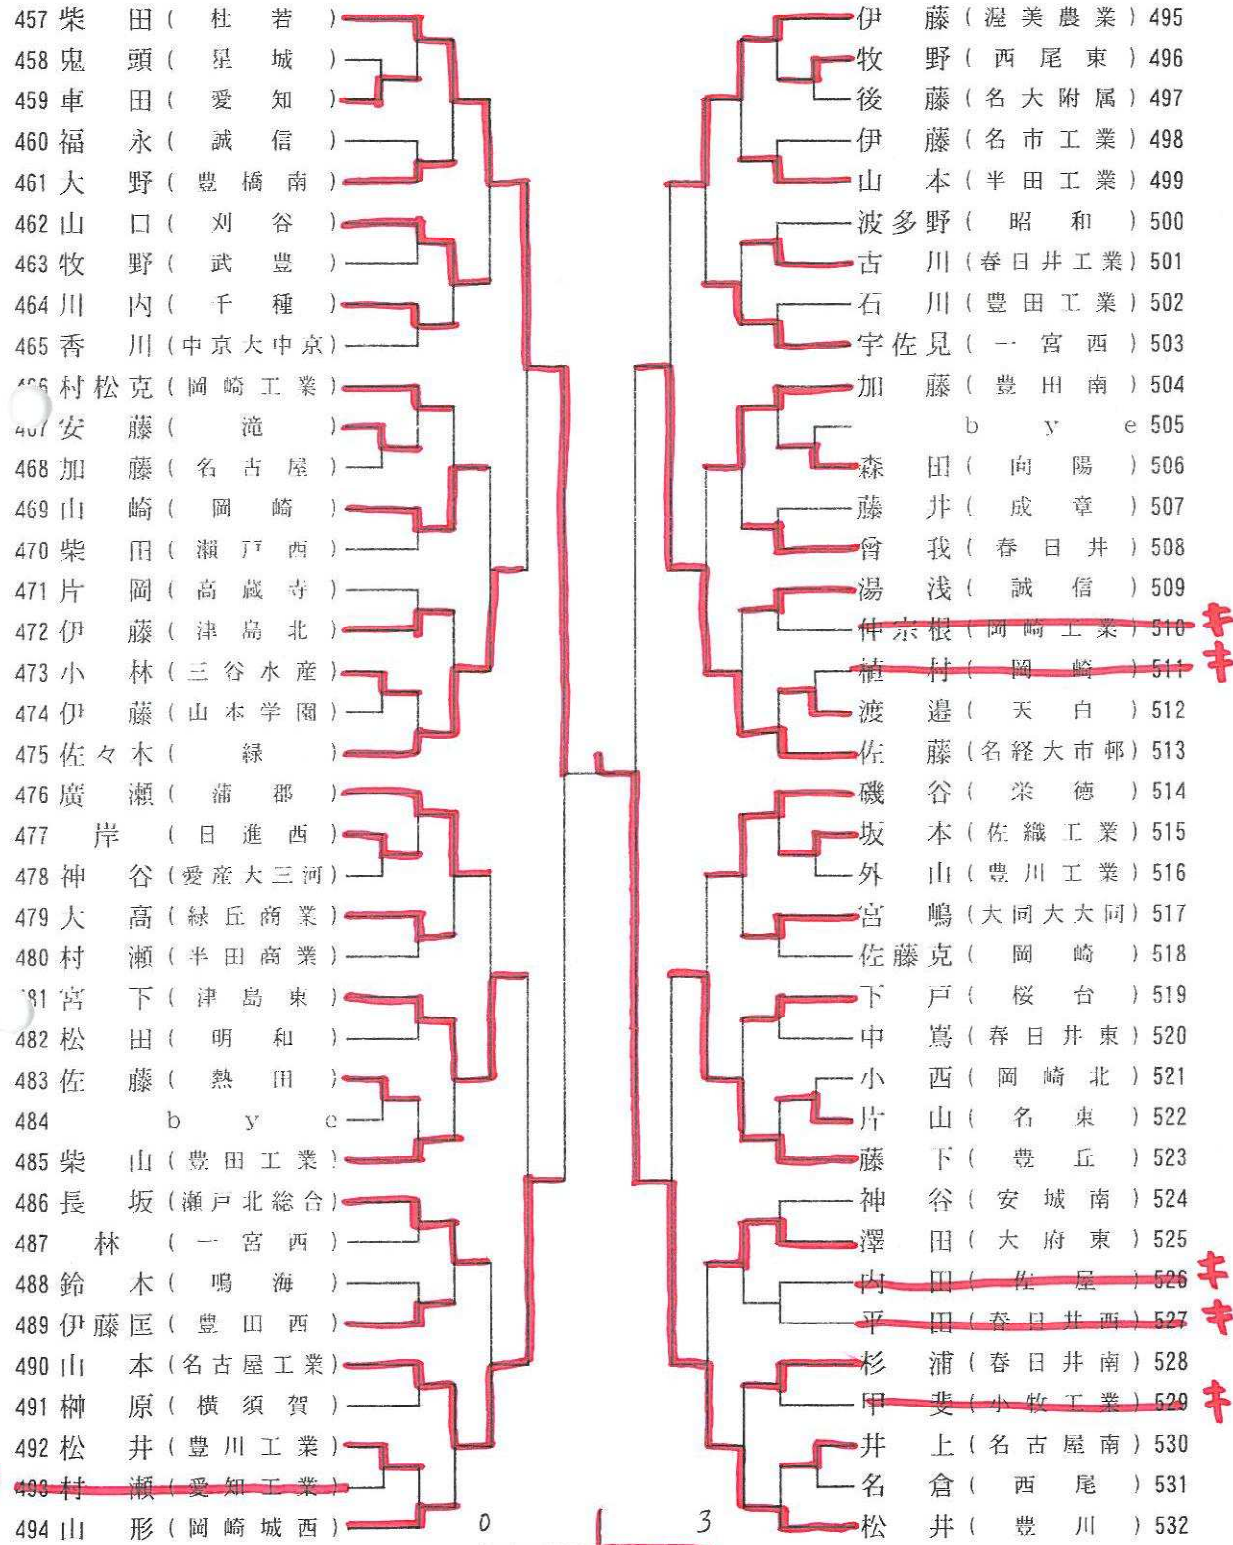 457 柴田(杜若)
458 鬼頭(星城)
459 車田(愛知)
460 福永(誠信)
461 大野(豊橋南)
462 山口(刈谷)
463 牧野(武豊)
464 川内(千種)
465 香川(中京大中京)
466 村松克(岡崎工業)
467 安藤(滝)
468 加藤(名古屋)
469 山崎(岡崎)
470 柴田(瀬戸西)
471 片岡(高蔵寺)
472 伊藤(津島北)
473 小林(三谷水産)
474 伊藤(山本学園)
475 佐々木(緑)
476 廣瀬(蒲郡)
477 岸(日進西)
478 神谷(愛産大三河)
479 大高(緑丘商業)
480 村瀬(半田商業)
481 宮下(津島東)
482 松田(明和)
483 佐藤(熱田)
484 bye
485 柴山(豊田工業)
486 長坂(瀬戸北総合)
487 林(一宮西)
488 鈴木(鳴海)
489 伊藤匡(豊田西)
490 山本(名古屋工業)
491 榊原(横須賀)
492 松井(豊川工業)
493 村瀬(愛知工業)
494 山形(岡崎城西)
0 3
伊藤(渥美農業)495
牧野(西尾東)496
後藤(名大附属)497
伊藤(名市工業)498
山本(半田工業)499
波多野(昭和)500
古川(春日井工業)501
石川(豊田工業)502
宇佐見(一宮西)503
加藤(豊田南)504
bye 505
森田(向陽)506
藤井(成章)507
曾我(春日井)508
湯浅(誠信)509
仲宗根(岡崎工業)510 キ
植村(岡崎)511 キ
渡邉(天白)512
佐藤(名経大市邨)513
磯谷(栄徳)514
坂本(佐織工業)515
外山(豊川工業)516
宮嶋(大同大大同)517
佐藤克(岡崎)518
下戸(桜台)519
中嶌(春日井東)520
小西(岡崎北)521
片山(名東)522
藤下(豊丘)523
神谷(安城南)524
澤田(大府東)525
内田(佐屋)526 キ
平田(春日井西)527 キ
杉浦(春日井南)528
甲斐(小牧工業)529 キ
井上(名古屋南)530
名倉(西尾)531
松井(豊川)532